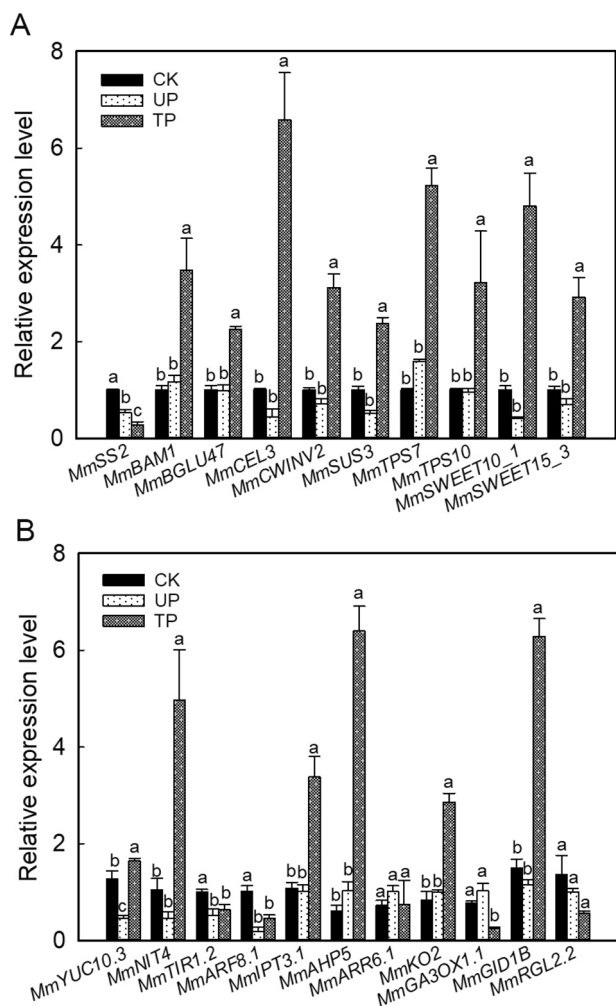 A
Relative expression level
8
6
4
2
0
CK
UP
TP
a b c
b b a
b b a
b b a
b b a
b b a
b b a
b b a
b b a
b b a
MmSS2
MmBAM1
MmBGLU47
MmCEL3
MmCWINV2
MmSUS3
MmTPS7
MmTPS10
MmSWEET10_1
MmSWEET15_3
B
Relative expression level
8
6
4
2
0
CK
UP
TP
b c a
b b a
a b b
a b b
b b a
b b a
a a a
b b a
a a b
b b a
a a a
MmYUC10.3
MmNIT4
MmTIR1.2
MmARF8.1
MmIPT3.1
MmAHP5
MmARR6.1
MmKO2
MmGA3OX1.1
MmGID1B
MmRGL2.2